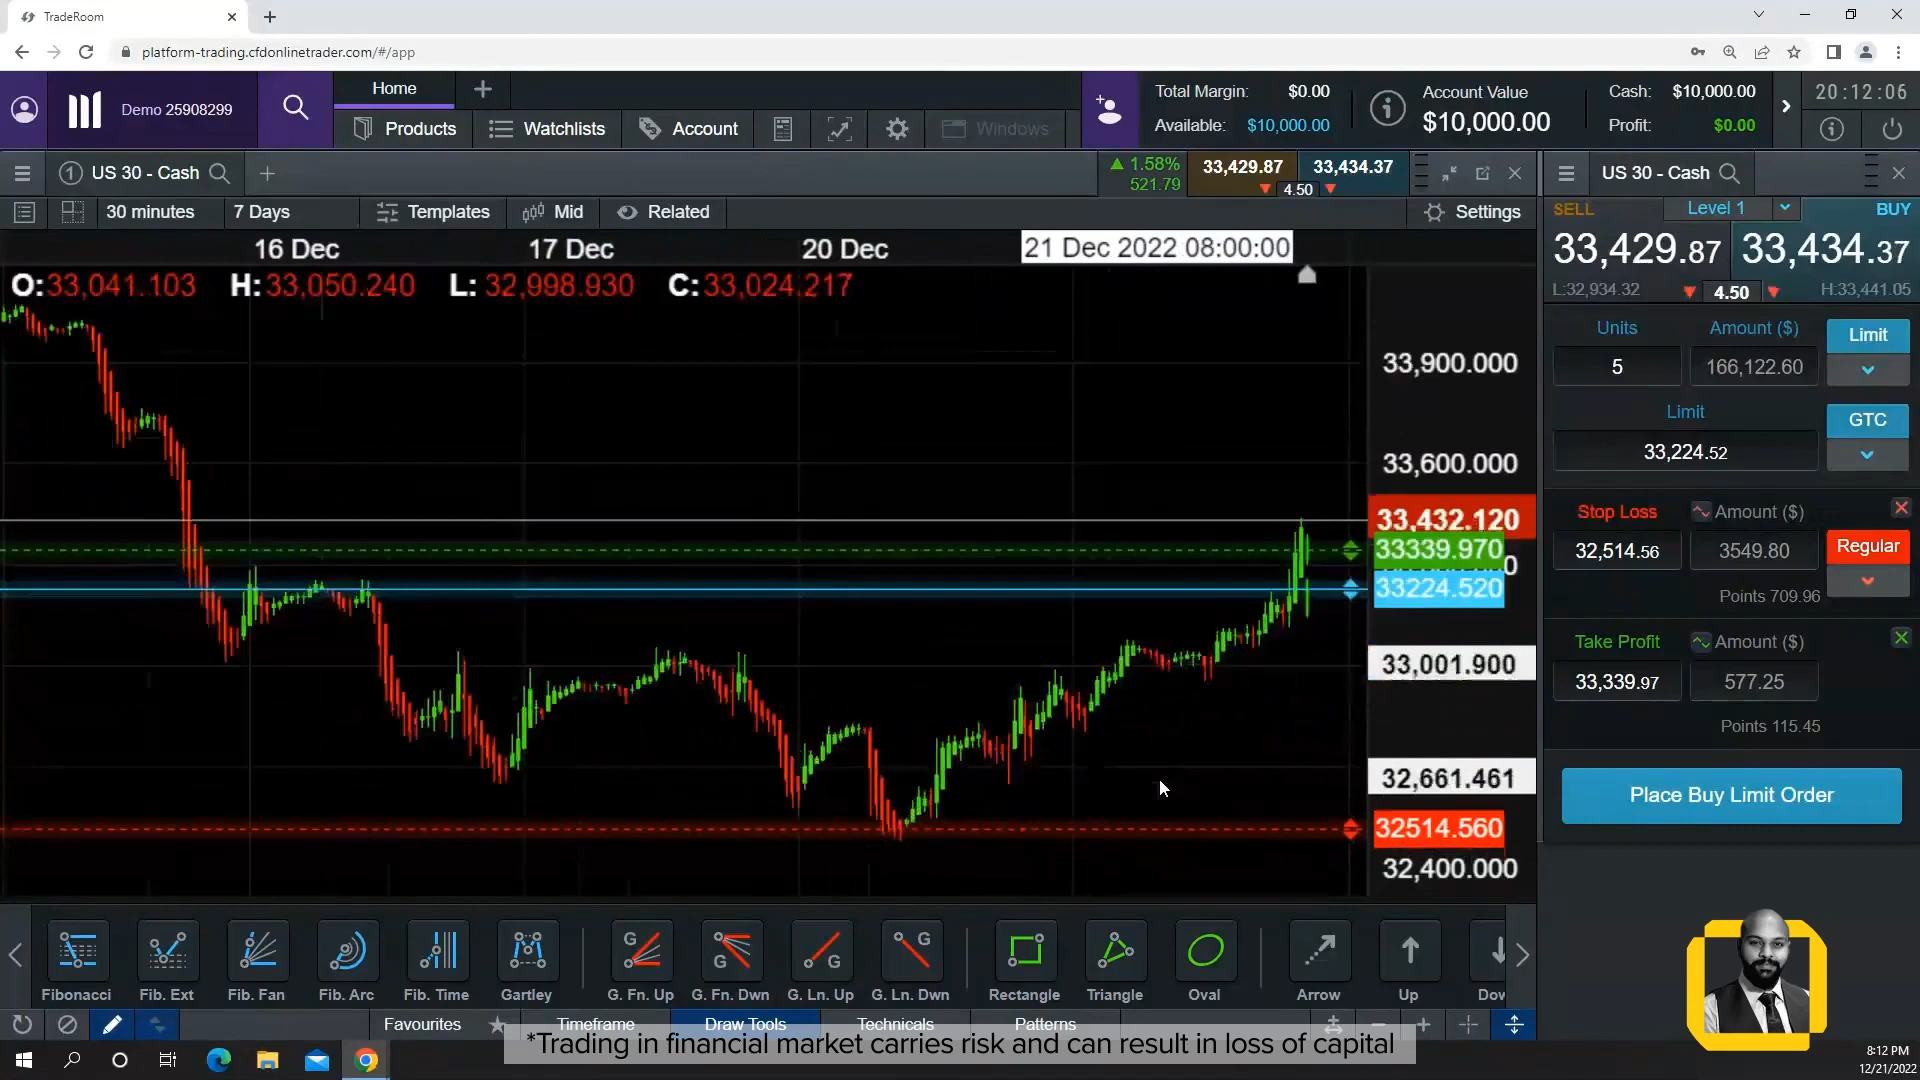 TradeRoom
platform-trading.cfdonlinetrader.com/#/app
Demo 25908299
Home
Products
Watchlists
Account
Windows
Total Margin: $0.00
Available: $10,000.00
Account Value
$10,000.00
Cash: $10,000.00
Profit: $0.00
20:12:06
1 US 30 - Cash
1.58%
521.79
33,429.87
33,434.37
4.50
US 30 - Cash
30 minutes
7 Days
Templates
Mid
Related
Settings
16 Dec
17 Dec
20 Dec
21 Dec 2022 08:00:00
O:33,041.103 H:33,050.240 L: 32,998.930 C:33,024.217
33,900.000
33,600.000
33,432.120
33339.970
33224.520
33,001.900
32,661.461
32514.560
32,400.000
SELL
Level 1
BUY
33,429.87
33,434.37
L:32,934.32
4.50
H:33,441.05
Units
Amount ($)
Limit
5
166,122.60
Limit
GTC
33,224.52
Stop Loss
Amount ($)
32,514.56
3549.80
Regular
Points 709.96
Take Profit
Amount ($)
33,339.97
577.25
Points 115.45
Place Buy Limit Order
Fibonacci
Fib. Ext
Fib. Fan
Fib. Arc
Fib. Time
Gartley
G. Fn. Up
G. Fn. Dwn
G. Ln. Up
G. Ln. Dwn
Rectangle
Triangle
Oval
Arrow
Up
Dov
Favourites
Timeframe
Draw Tools
Technicals
Patterns
*Trading in financial market carries risk and can result in loss of capital
8:12 PM
12/21/2022